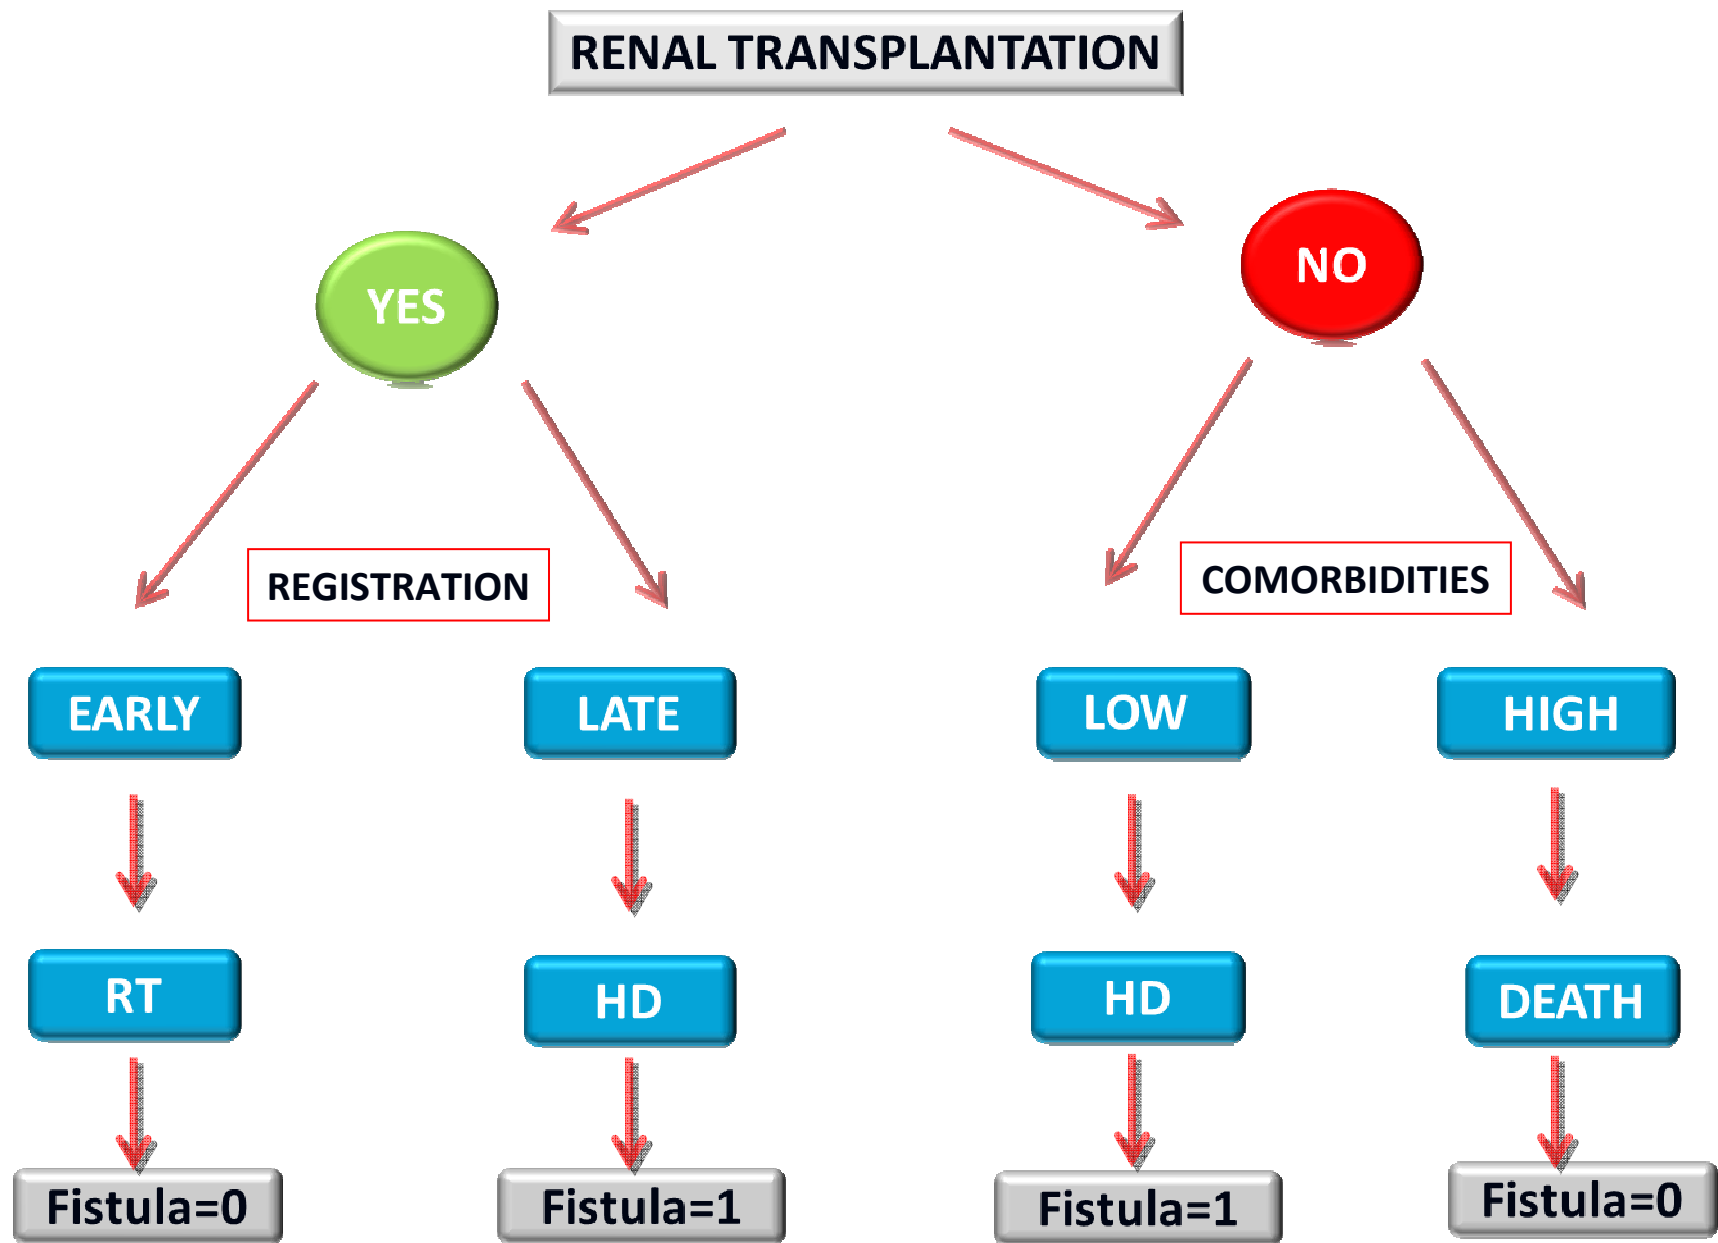 RENAL TRANSPLANTATION
YES
NO
REGISTRATION
COMORBIDITIES
EARLY
LATE
LOW
HIGH
RT
HD
HD
DEATH
Fistula=0
Fistula=1
Fistula=1
Fistula=0